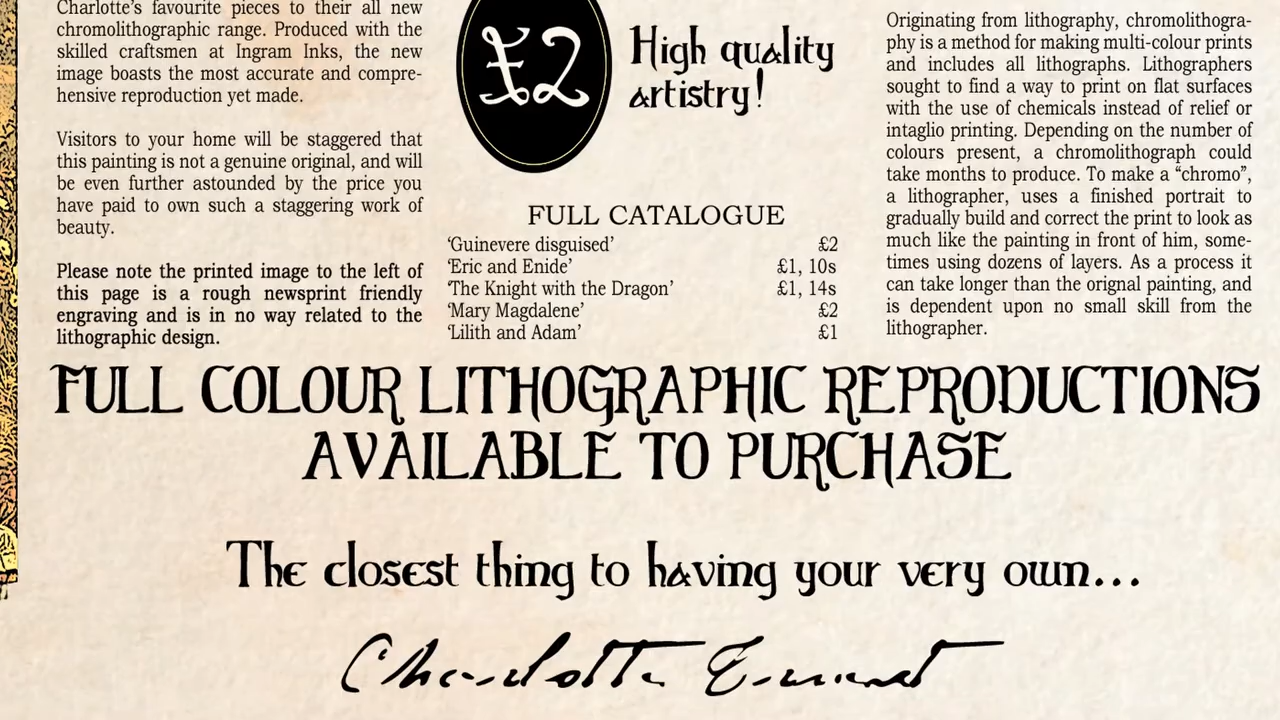 Charlotte's favourite pieces to their all new
chromolithographic range. Produced with the
skilled craftsmen at Ingram Inks, the new
image boasts the most accurate and compre-
hensive reproduction yet made.
Visitors to your home will be staggered that
this painting is not a genuine original, and will
be even further astounded by the price you
have paid to own such a staggering work of
beauty.
Please note the printed image to the left of
this page is a rough newsprint friendly
engraving and is in no way related to the
lithographic design.
£2
High quality
artistry!
FULL CATALOGUE
‘Guinevere disguised’ £2
‘Eric and Enide’ £1, 10s
‘The Knight with the Dragon’ £1, 14s
‘Mary Magdalene’ £2
‘Lilith and Adam’ £1
Originating from lithography, chromolithogra-
phy is a method for making multi-colour prints
and includes all lithographs. Lithographers
sought to find a way to print on flat surfaces
with the use of chemicals instead of relief or
intaglio printing. Depending on the number of
colours present, a chromolithograph could
take months to produce. To make a “chromo”,
a lithographer, uses a finished portrait to
gradually build and correct the print to look as
much like the painting in front of him, some-
times using dozens of layers. As a process it
can take longer than the orignal painting, and
is dependent upon no small skill from the
lithographer.
FULL COLOUR LITHOGRAPHIC REPRODUCTIONS
AVAILABLE TO PURCHASE
The closest thing to having your very own...
Charlotte